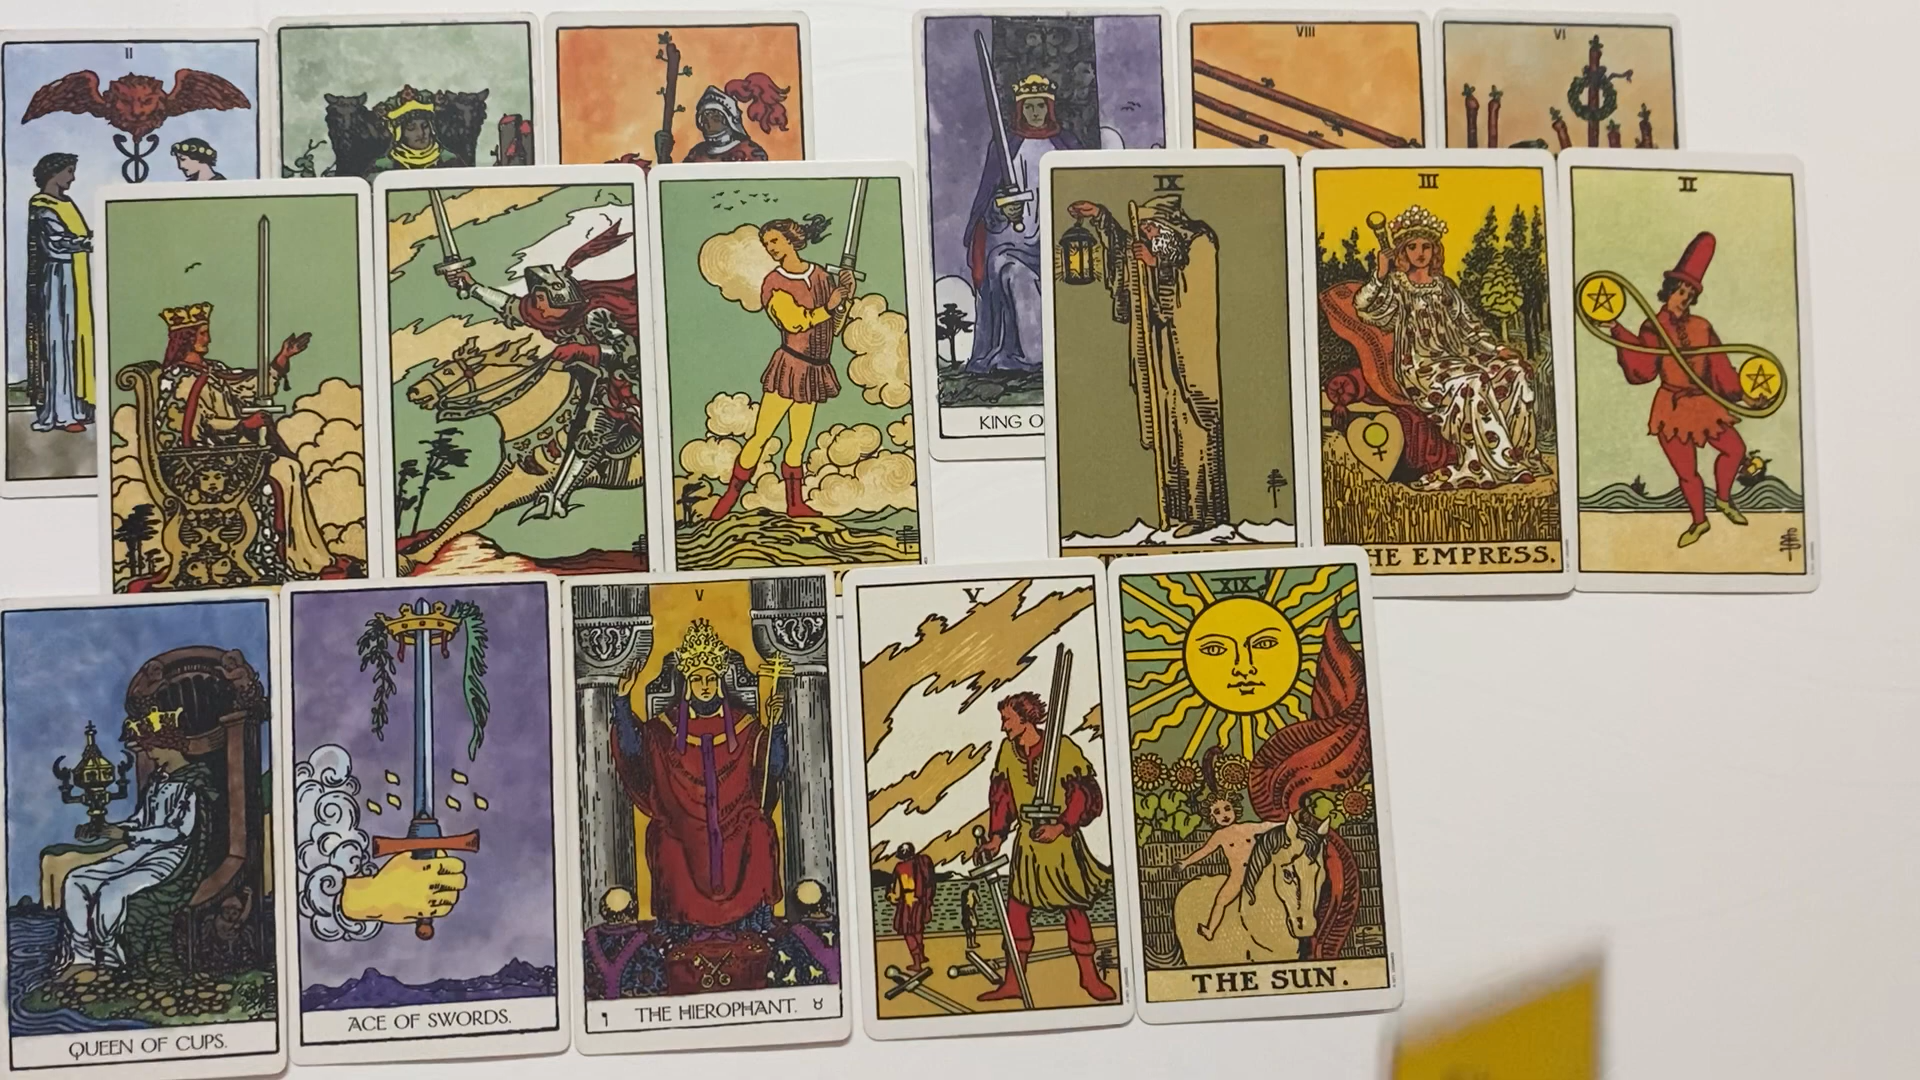 II
VIII
VI
KING O
IX
III
II
THE
HE EMPRESS.
V
V
XIX
QUEEN OF CUPS.
ACE OF SWORDS.
THE HIEROPHANT. ♉
THE SUN.